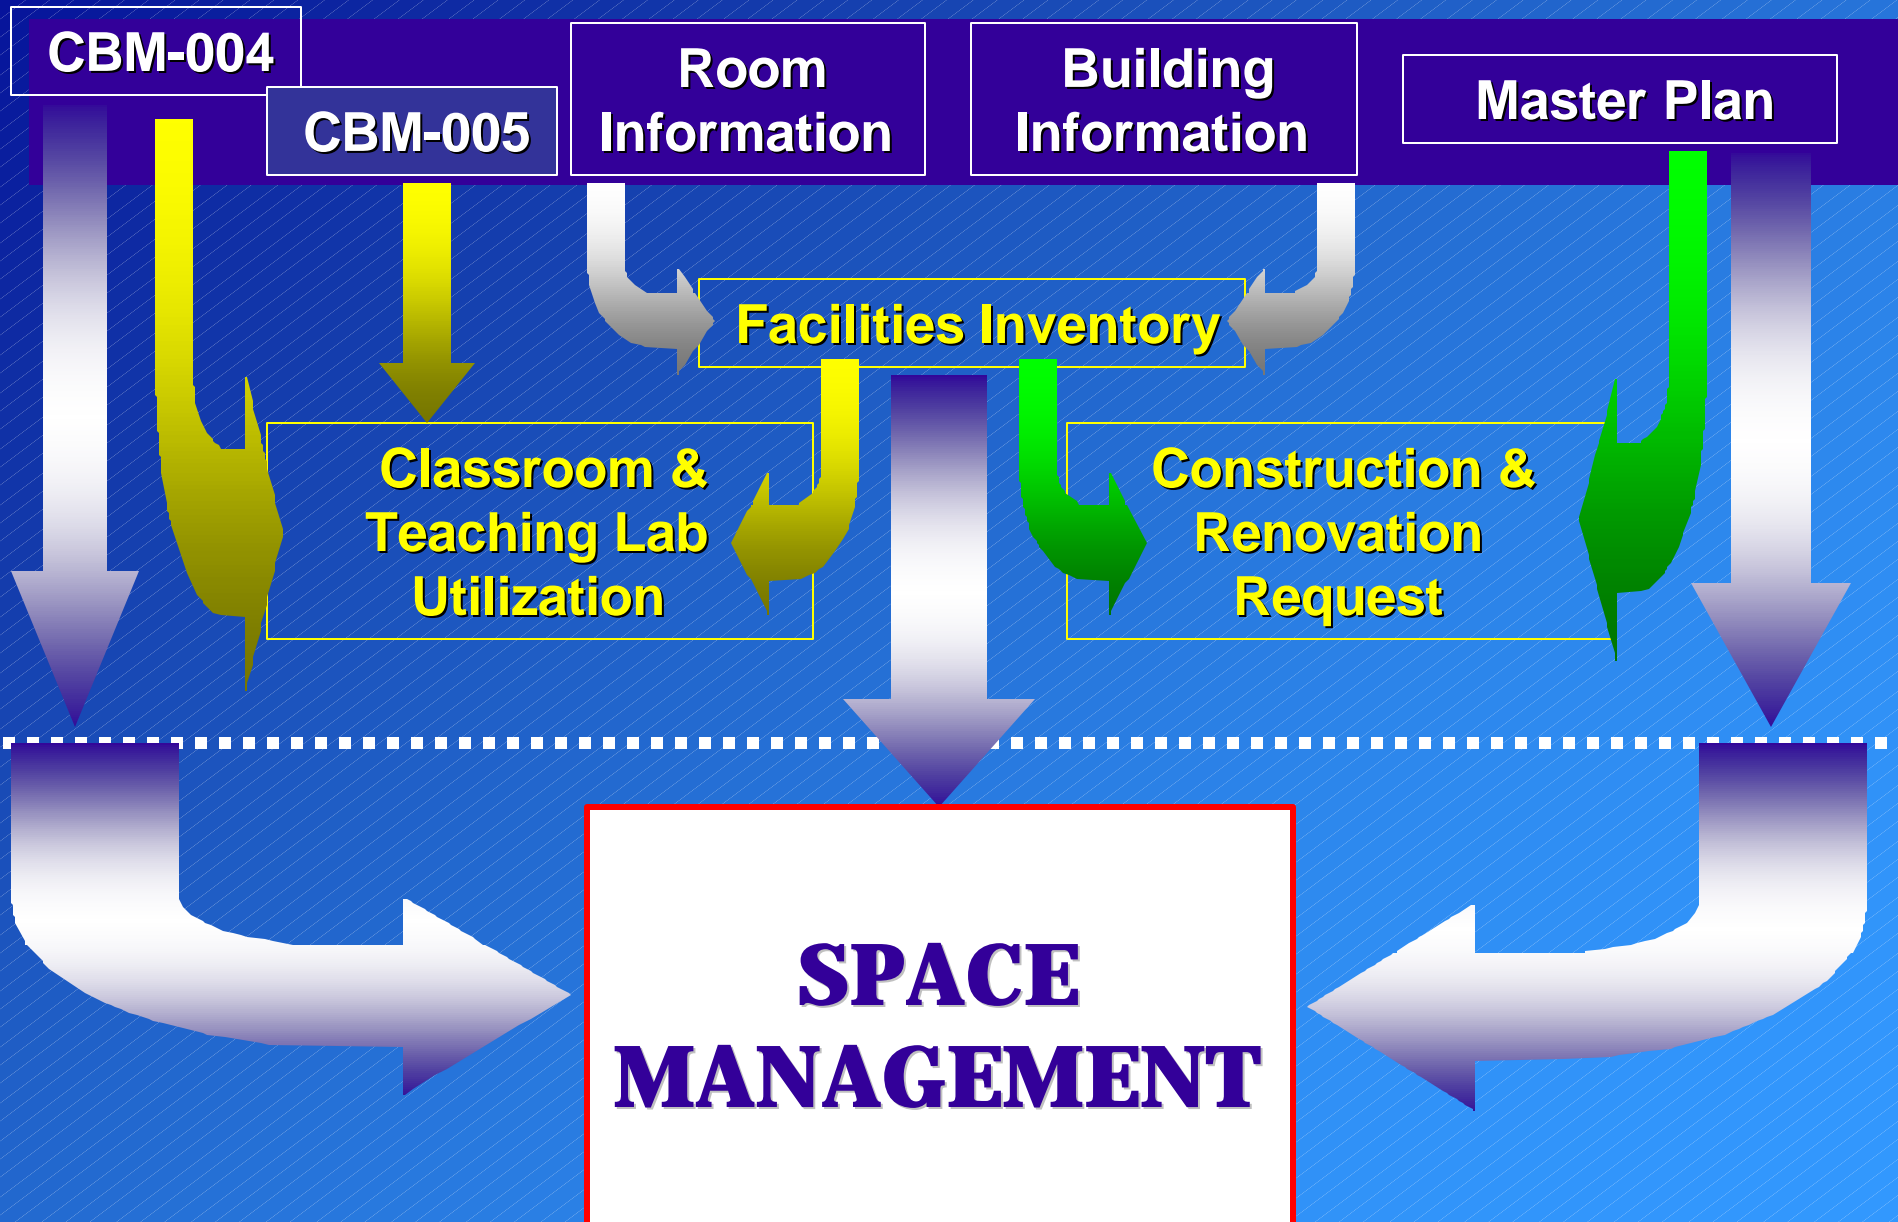 CBM-004
CBM-005
Room
Information
Building
Information
Master Plan
Facilities Inventory
Classroom &
Teaching Lab
Utilization
Construction &
Renovation
Request
SPACE
MANAGEMENT